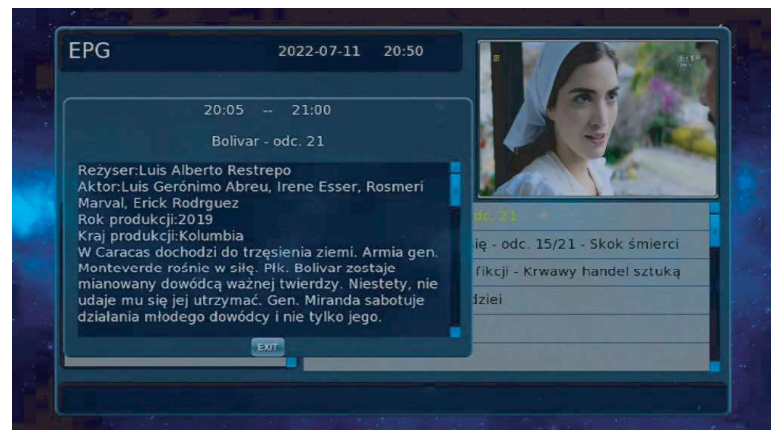 EPG
2022-07-11 20:50
20:05 -- 21:00
Bolivar - odc. 21
Reżyser:Luis Alberto Restrepo
Aktor:Luis Gerónimo Abreu, Irene Esser, Rosmeri
Marval, Erick Rodrguez
Rok produkcji:2019
Kraj produkcji:Kolumbia
W Caracas dochodzi do trzęsienia ziemi. Armia gen.
Monteverde rośnie w siłę. Płk. Bolivar zostaje
mianowany dowódcą ważnej twierdzy. Niestety, nie
udaje mu się jej utrzymać. Gen. Miranda sabotuje
działania młodego dowódcy i nie tylko jego.
EXIT
dc. 21
ię - odc. 15/21 - Skok śmierci
fikcji - Krwawy handel sztuką
dziei